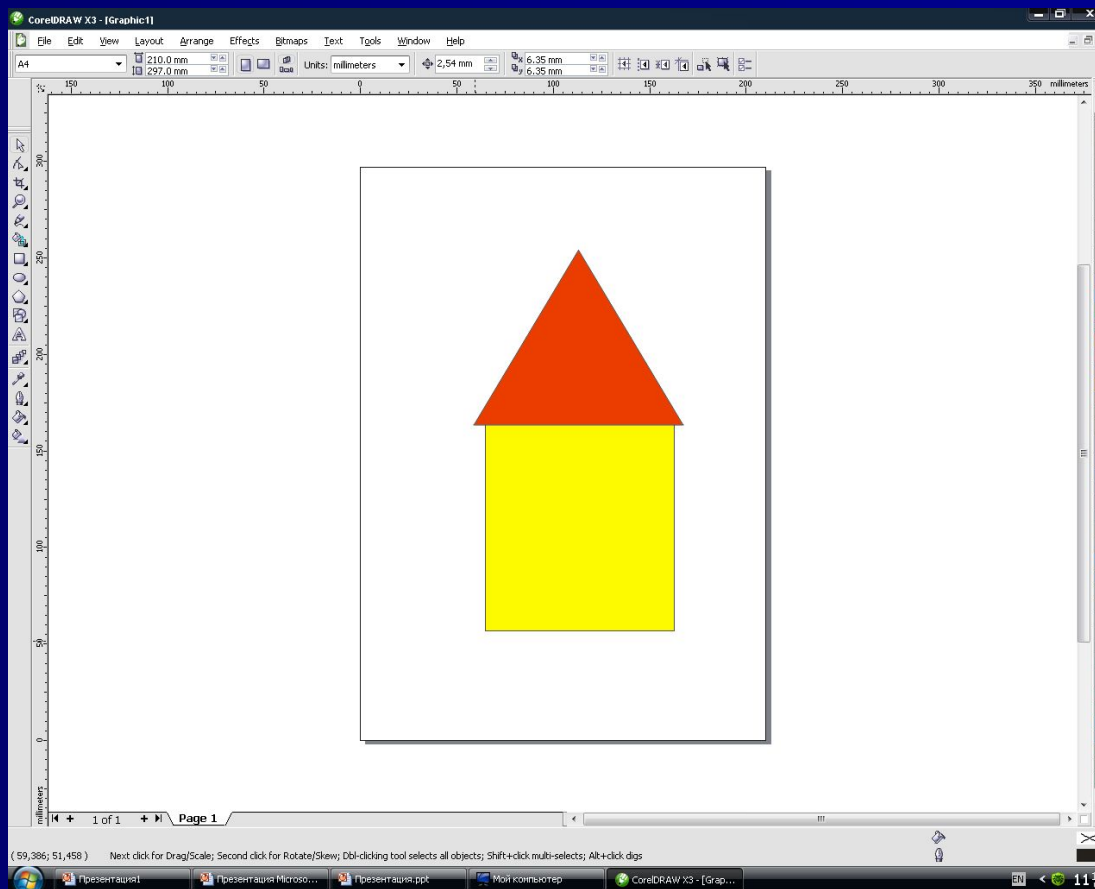 CorelDRAW X3 - [Graphic1]
File Edit View Layout Arrange Effects Bitmaps Text Tools Window Help
A4 210.0 mm 297.0 mm Units: millimeters 2,54 mm 6.35 mm 6.35 mm
150 100 50 0 50 100 150 200 250 300 350 millimeters
300
250
200
150
100
50
0
millimeters
1 of 1 Page 1
( 59,386; 51,458 ) Next click for Drag/Scale; Second click for Rotate/Skew; Dbl-clicking tool selects all objects; Shift+click multi-selects; Alt+click digs
Презентация1 Презентация Microso... Презентация.ppt Мой компьютер CorelDRAW X3 - [Grap... EN